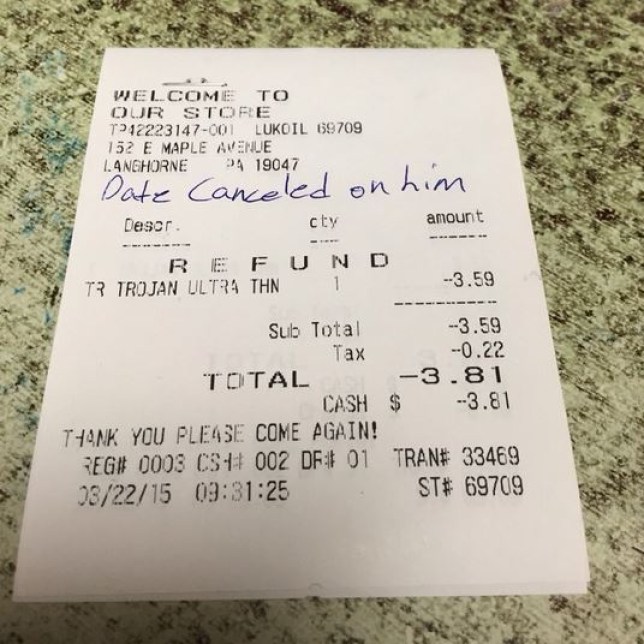 WELCOME TO
OUR STORE
TP42223147-001 LUKOIL 69709
152 E MAPLE AVENUE
LANGHORNE PA 19047
Date Canceled on him
Descr. qty amount
REFUND
TR TROJAN ULTRA THN 1 -3.59
Sub Total -3.59
Tax -0.22
TOTAL -3.81
CASH $ -3.81
THANK YOU PLEASE COME AGAIN!
REG# 0003 CSH# 002 DR# 01 TRAN# 33469
03/22/15 09:31:25 ST# 69709